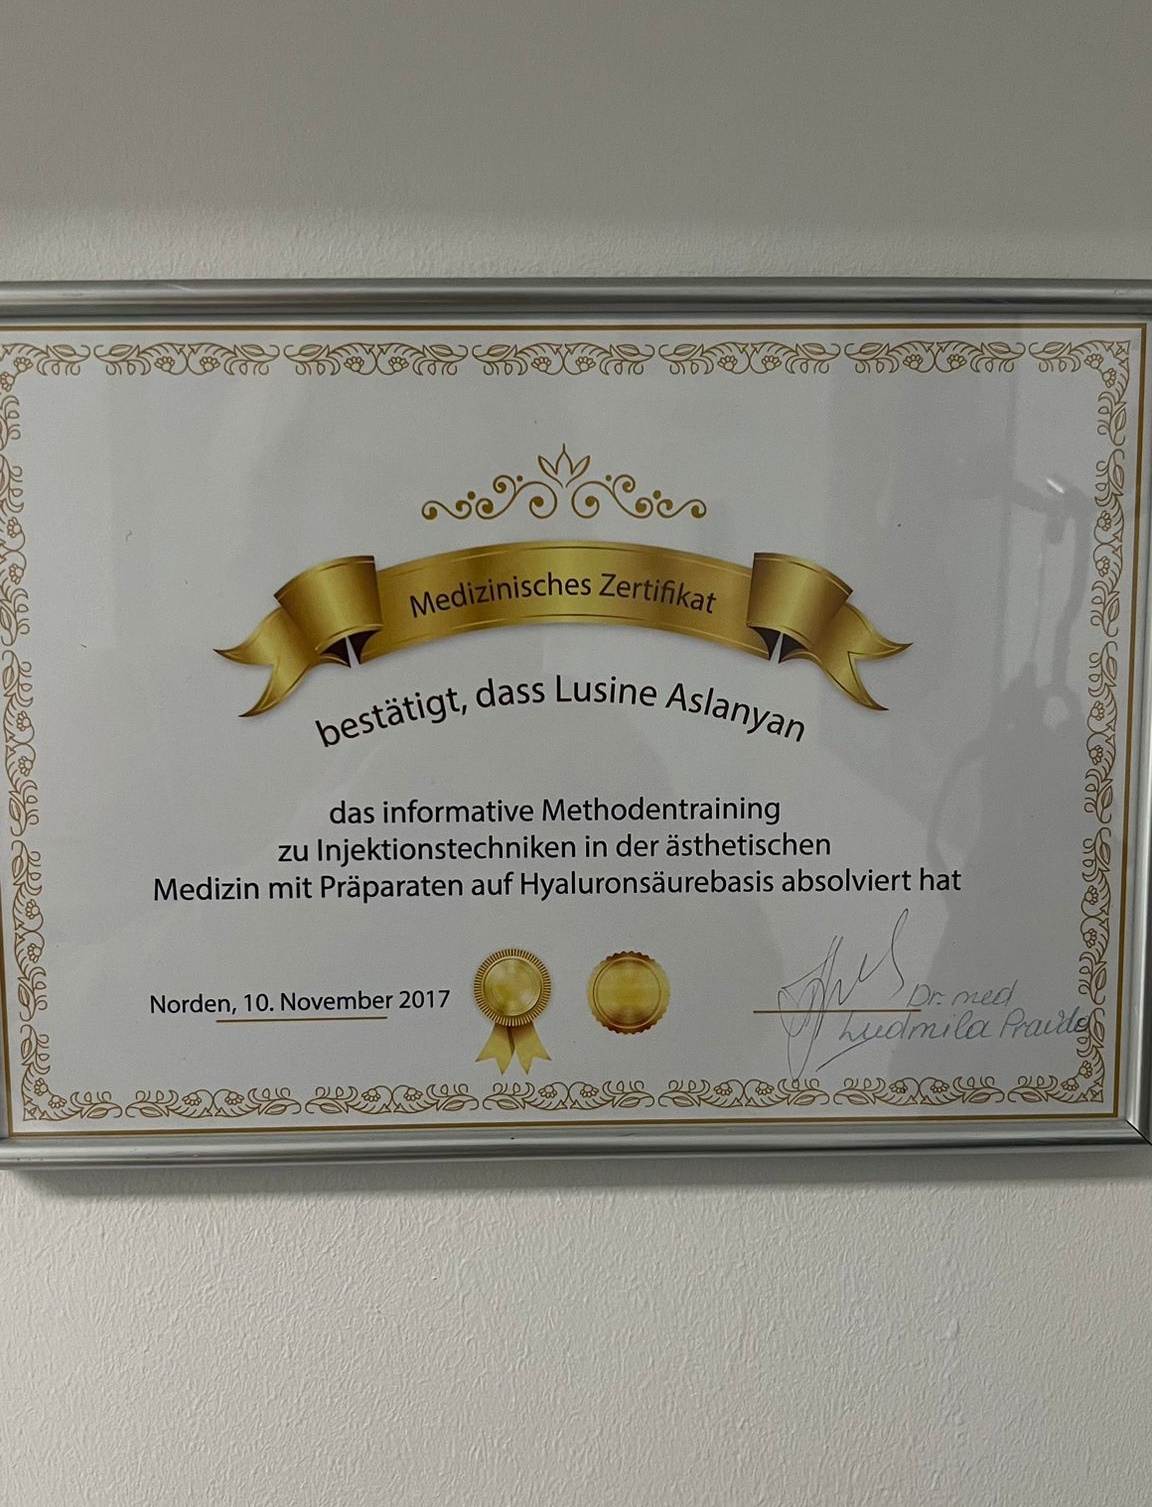 Medizinisches Zertifikat
bestätigt, dass Lusine Aslanyan
das informative Methodentraining
zu Injektionstechniken in der ästhetischen
Medizin mit Präparaten auf Hyaluronsäurebasis absolviert hat
Norden, 10. November 2017
Dr. med
Ludmila